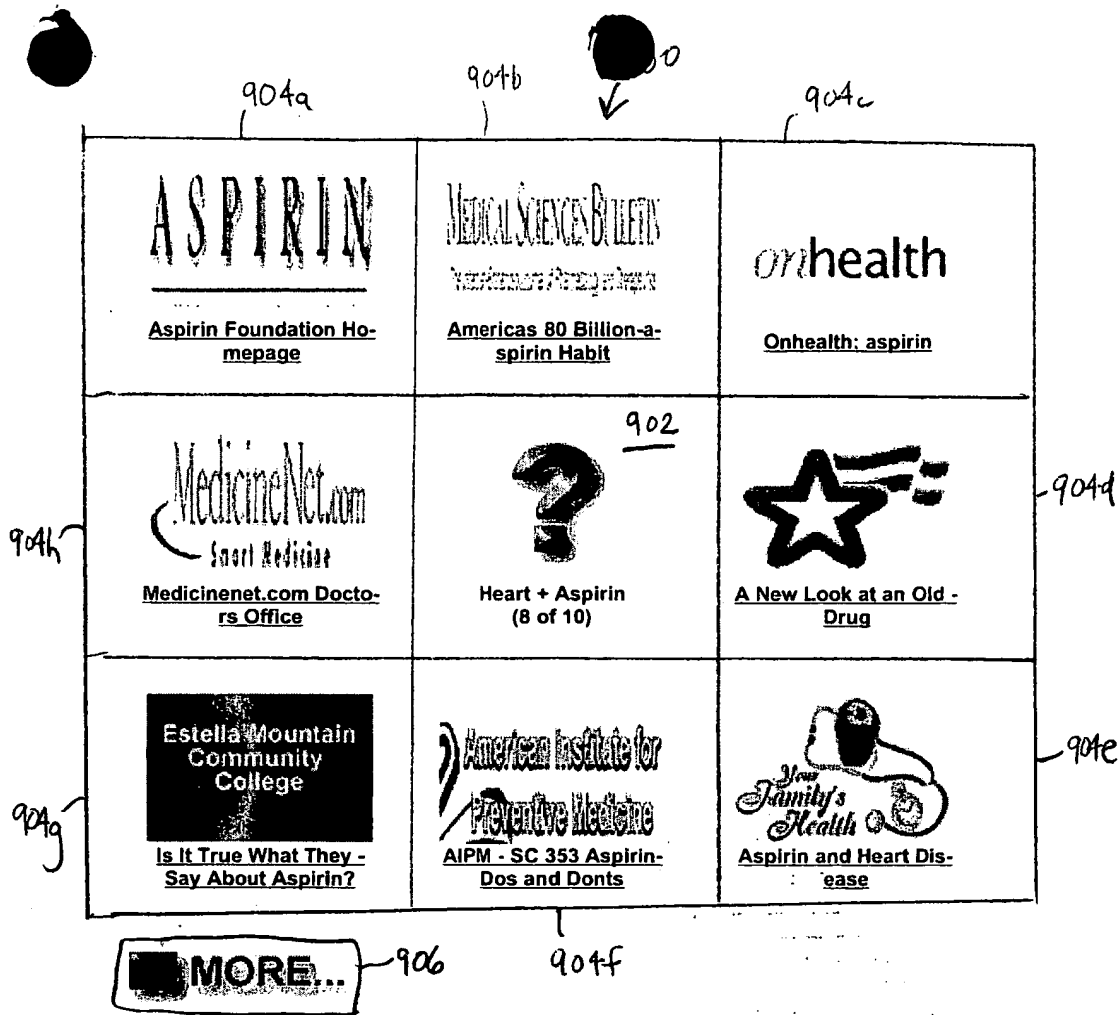 904a
904b
904c
ASPIRIN
MEDICAL SCIENCES BULLETIN
onhealth
Aspirin Foundation Ho-
mepage
Americas 80 Billion-a-
spirin Habit
Onhealth: aspirin
902
MedicineNet.com
Smart Medicine
?
904d
904h
Medicinenet.com Docto-
rs Office
Heart + Aspirin
(8 of 10)
A New Look at an Old -
Drug
Estella Mountain
Community
College
American Institute for
Preventive Medicine
Your
Family's
Health
904e
904g
Is It True What They -
Say About Aspirin?
AIPM - SC 353 Aspirin-
Dos and Donts
Aspirin and Heart Dis-
ease
MORE...
906
904f